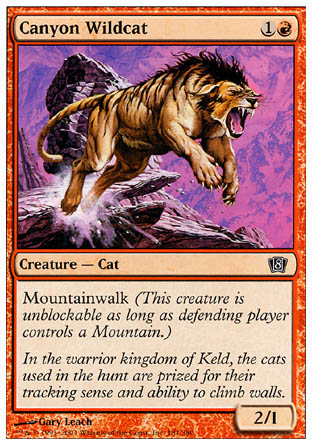 Canyon Wildcat 1
Creature — Cat 8
Mountainwalk (This creature is
unblockable as long as defending player
controls a Mountain.)
In the warrior kingdom of Keld, the cats
used in the hunt are prized for their
tracking sense and ability to climb walls.
Gary Leach
2/1